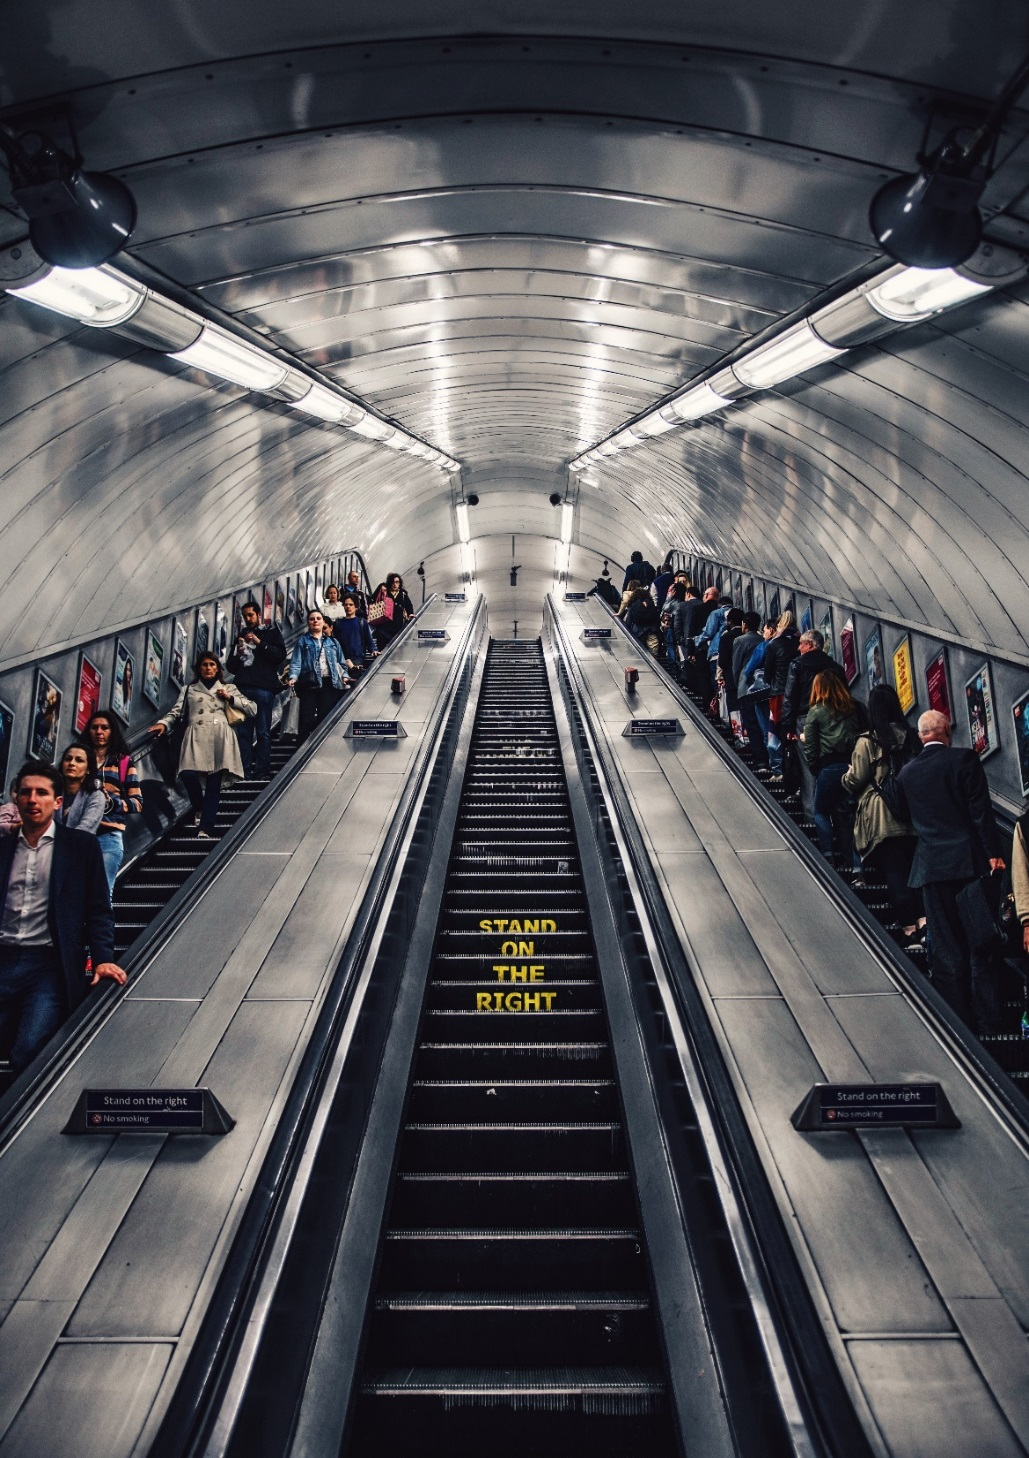 STAND
ON
THE
RIGHT
Stand on the right
No smoking
Stand on the right
No smoking